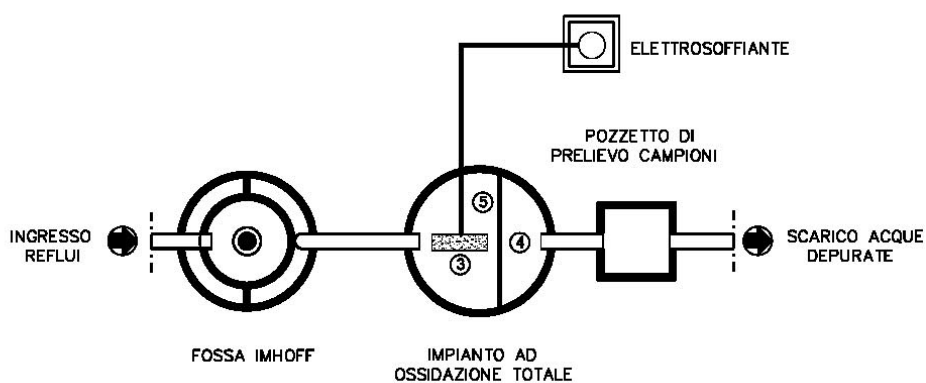 ELETTROSOFFIANTE
POZZETTO DI
PRELIEVO CAMPIONI
5
INGRESSO
REFLUI
4
3
SCARICO ACQUE
DEPURATE
FOSSA IMHOFF
IMPIANTO AD
OSSIDAZIONE TOTALE